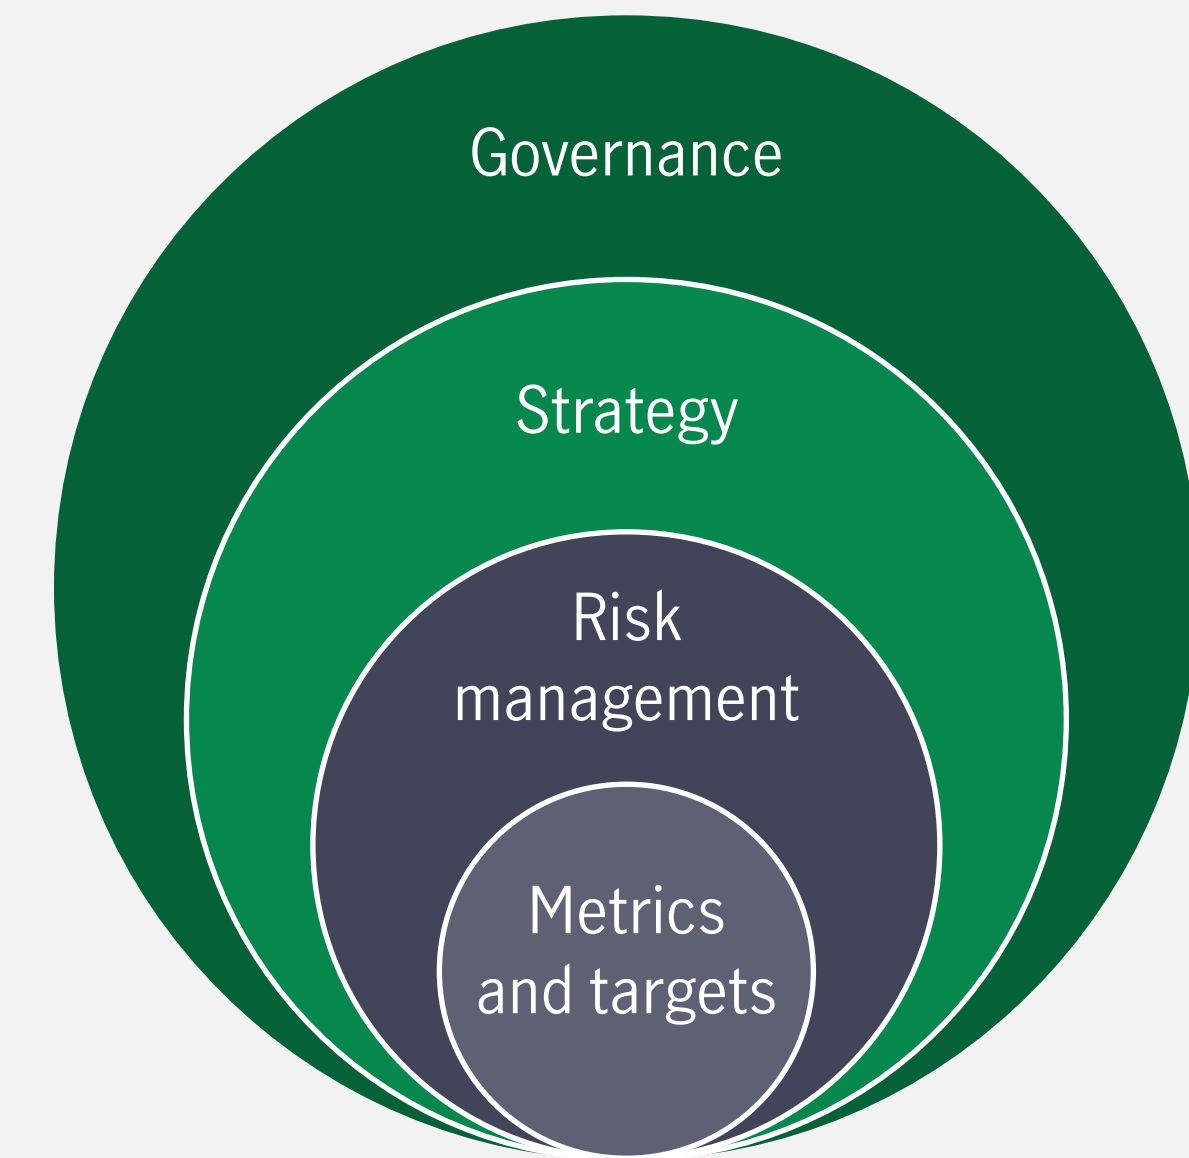 Governance
Strategy
Risk
management
Metrics
and targets